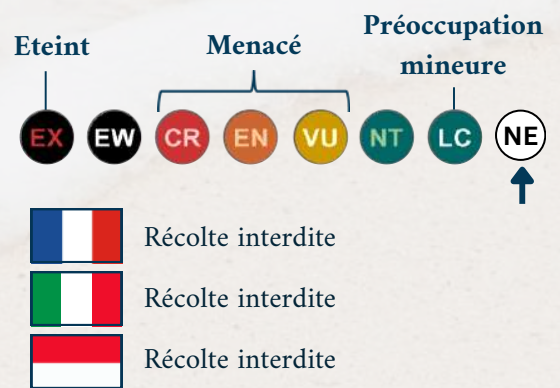 Eteint
Menacé
Préoccupation
mineure
EX EW CR EN VU NT LC NE
Récolte interdite
Récolte interdite
Récolte interdite